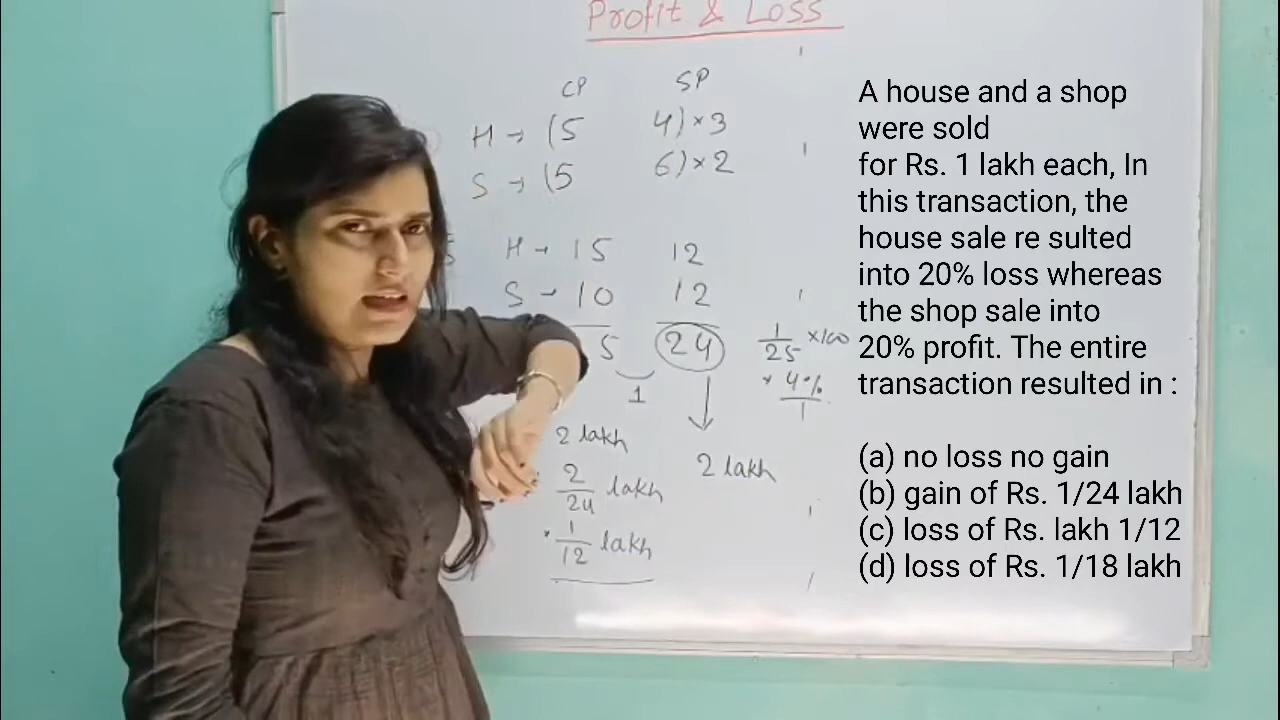 Profit & Loss
CP SP
H → (5 4) × 3
S → (5 6) × 2
H → 15 12
S → 10 12
5 24 1/25 × 100
1 4%/1
2 lakh
2 lakh
2/24 lakh
1/12 lakh
A house and a shop
were sold
for Rs. 1 lakh each, In
this transaction, the
house sale re sulted
into 20% loss whereas
the shop sale into
20% profit. The entire
transaction resulted in :
(a) no loss no gain
(b) gain of Rs. 1/24 lakh
(c) loss of Rs. lakh 1/12
(d) loss of Rs. 1/18 lakh